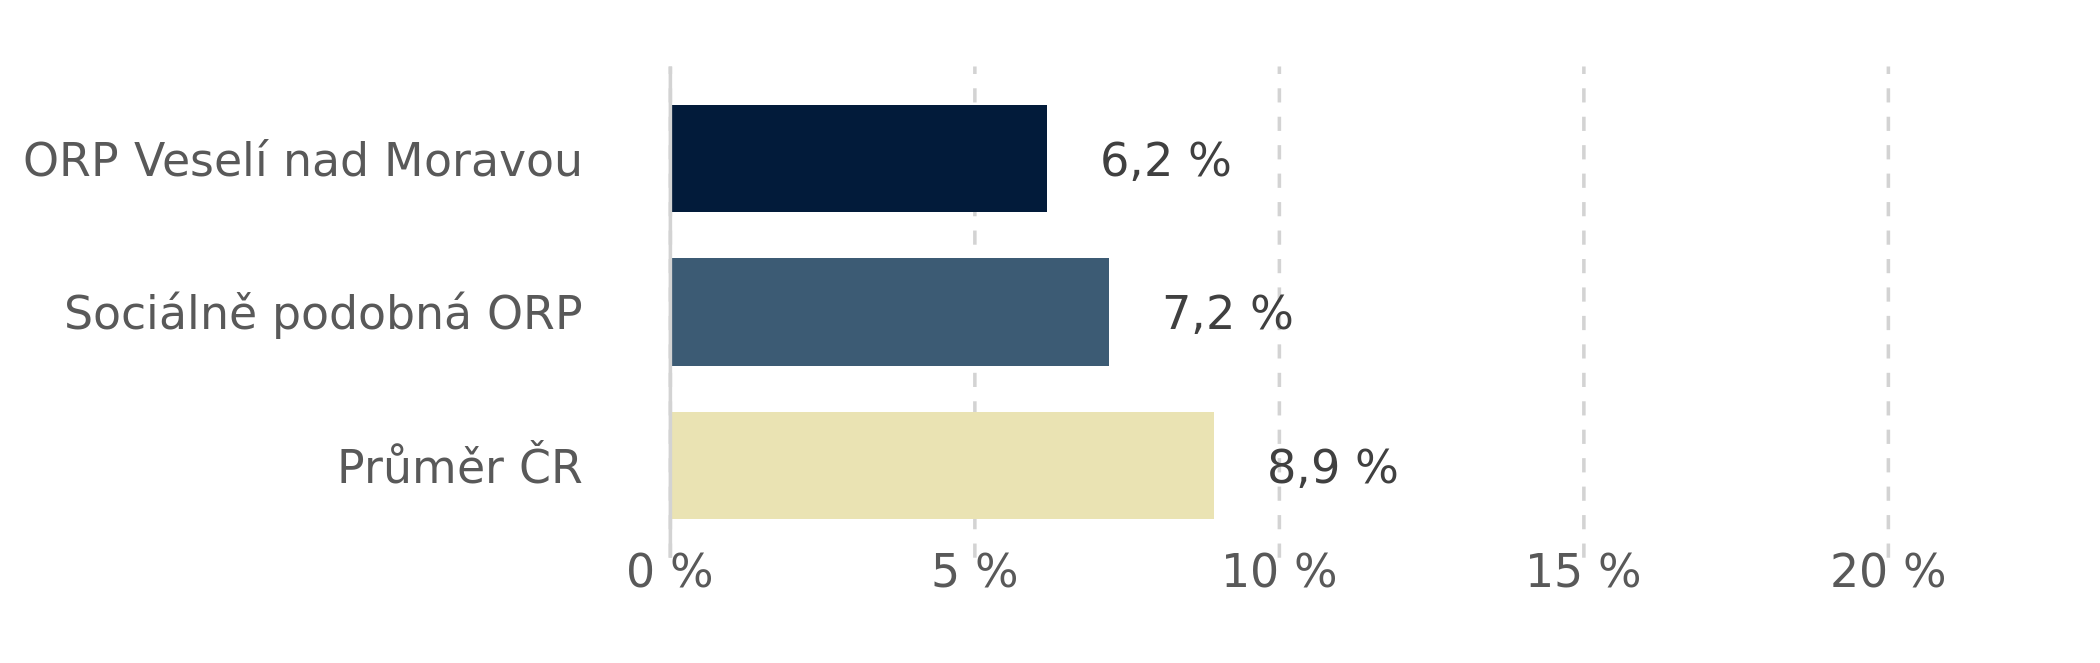 ORP Veselí nad Moravou 6,2 %
Sociálně podobná ORP 7,2 %
Průměr ČR 8,9 %
0 % 5 % 10 % 15 % 20 %